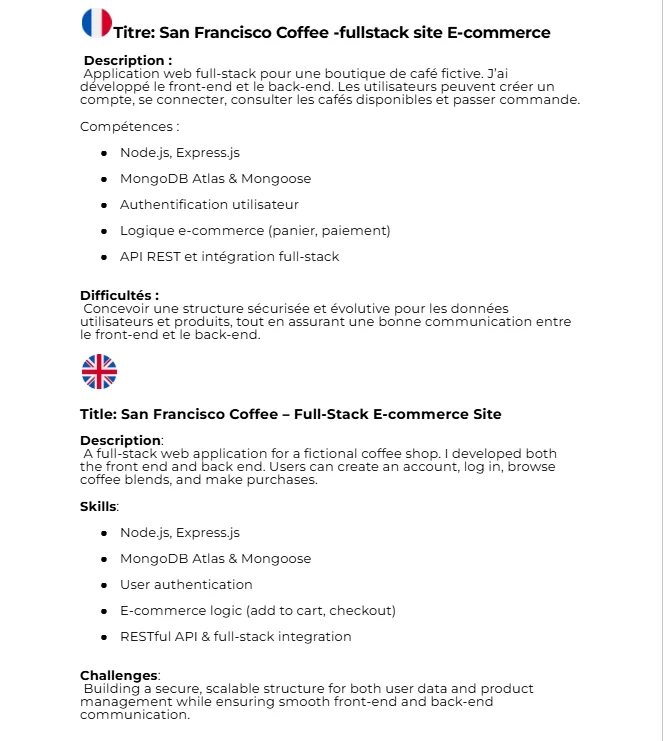 Titre: San Francisco Coffee -fullstack site E-commerce
Description :
Application web full-stack pour une boutique de café fictive. J'ai
développé le front-end et le back-end. Les utilisateurs peuvent créer un
compte, se connecter, consulter les cafés disponibles et passer commande.
Compétences :
● Node.js, Express.js
● MongoDB Atlas & Mongoose
● Authentification utilisateur
● Logique e-commerce (panier, paiement)
● API REST et intégration full-stack
Difficultés :
Concevoir une structure sécurisée et évolutive pour les données
utilisateurs et produits, tout en assurant une bonne communication entre
le front-end et le back-end.
Title: San Francisco Coffee – Full-Stack E-commerce Site
Description:
A full-stack web application for a fictional coffee shop. I developed both
the front end and back end. Users can create an account, log in, browse
coffee blends, and make purchases.
Skills:
● Node.js, Express.js
● MongoDB Atlas & Mongoose
● User authentication
● E-commerce logic (add to cart, checkout)
● RESTful API & full-stack integration
Challenges:
Building a secure, scalable structure for both user data and product
management while ensuring smooth front-end and back-end
communication.